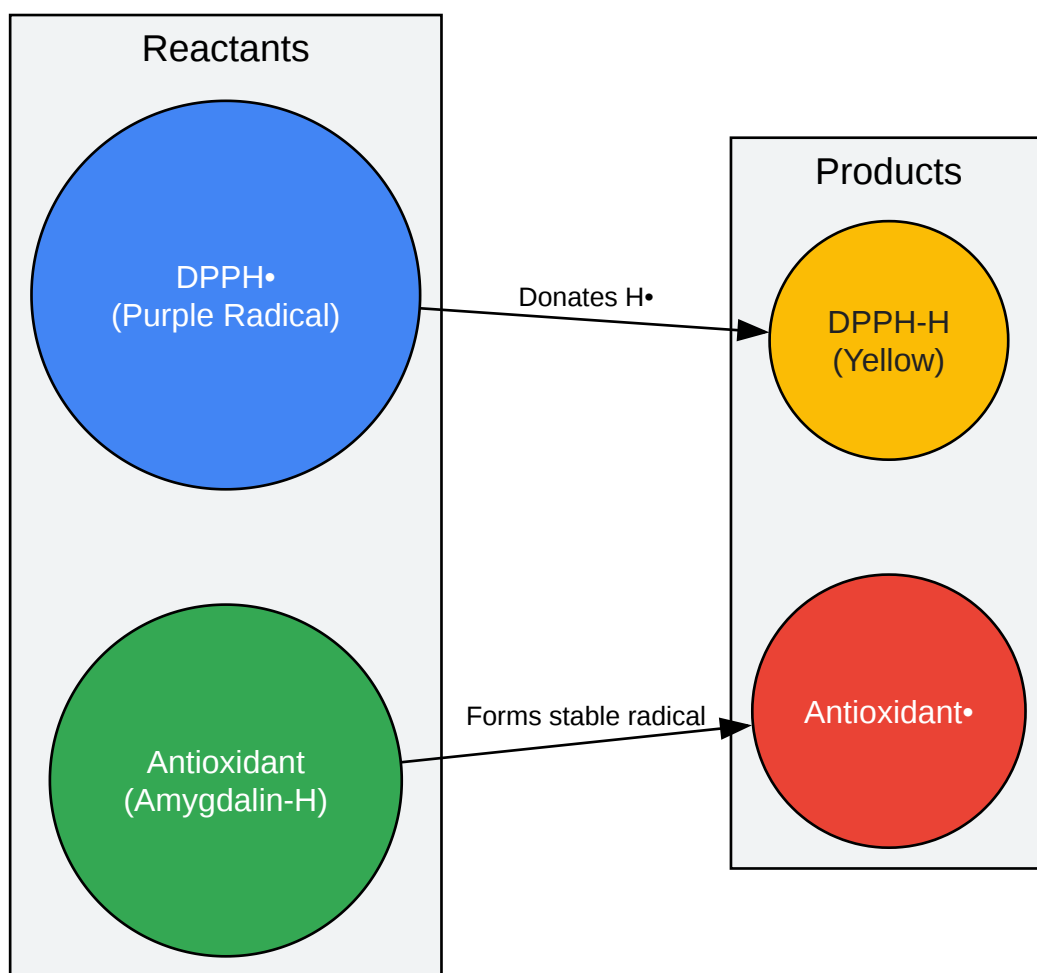 Reactants
DPPH•
(Purple Radical)
Donates H•
Products
DPPH-H
(Yellow)
Antioxidant
(Amygdalin-H)
Forms stable radical
Antioxidant•